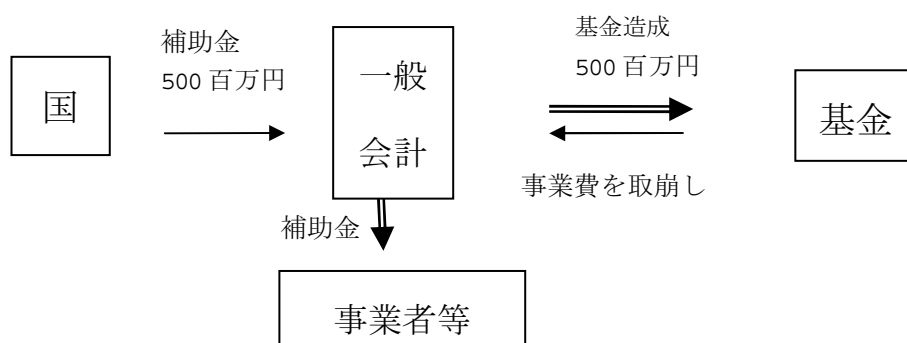 補助金
500 百万円
国
一般
会計
基金造成
500 百万円
基金
事業費を取崩し
補助金
事業者等